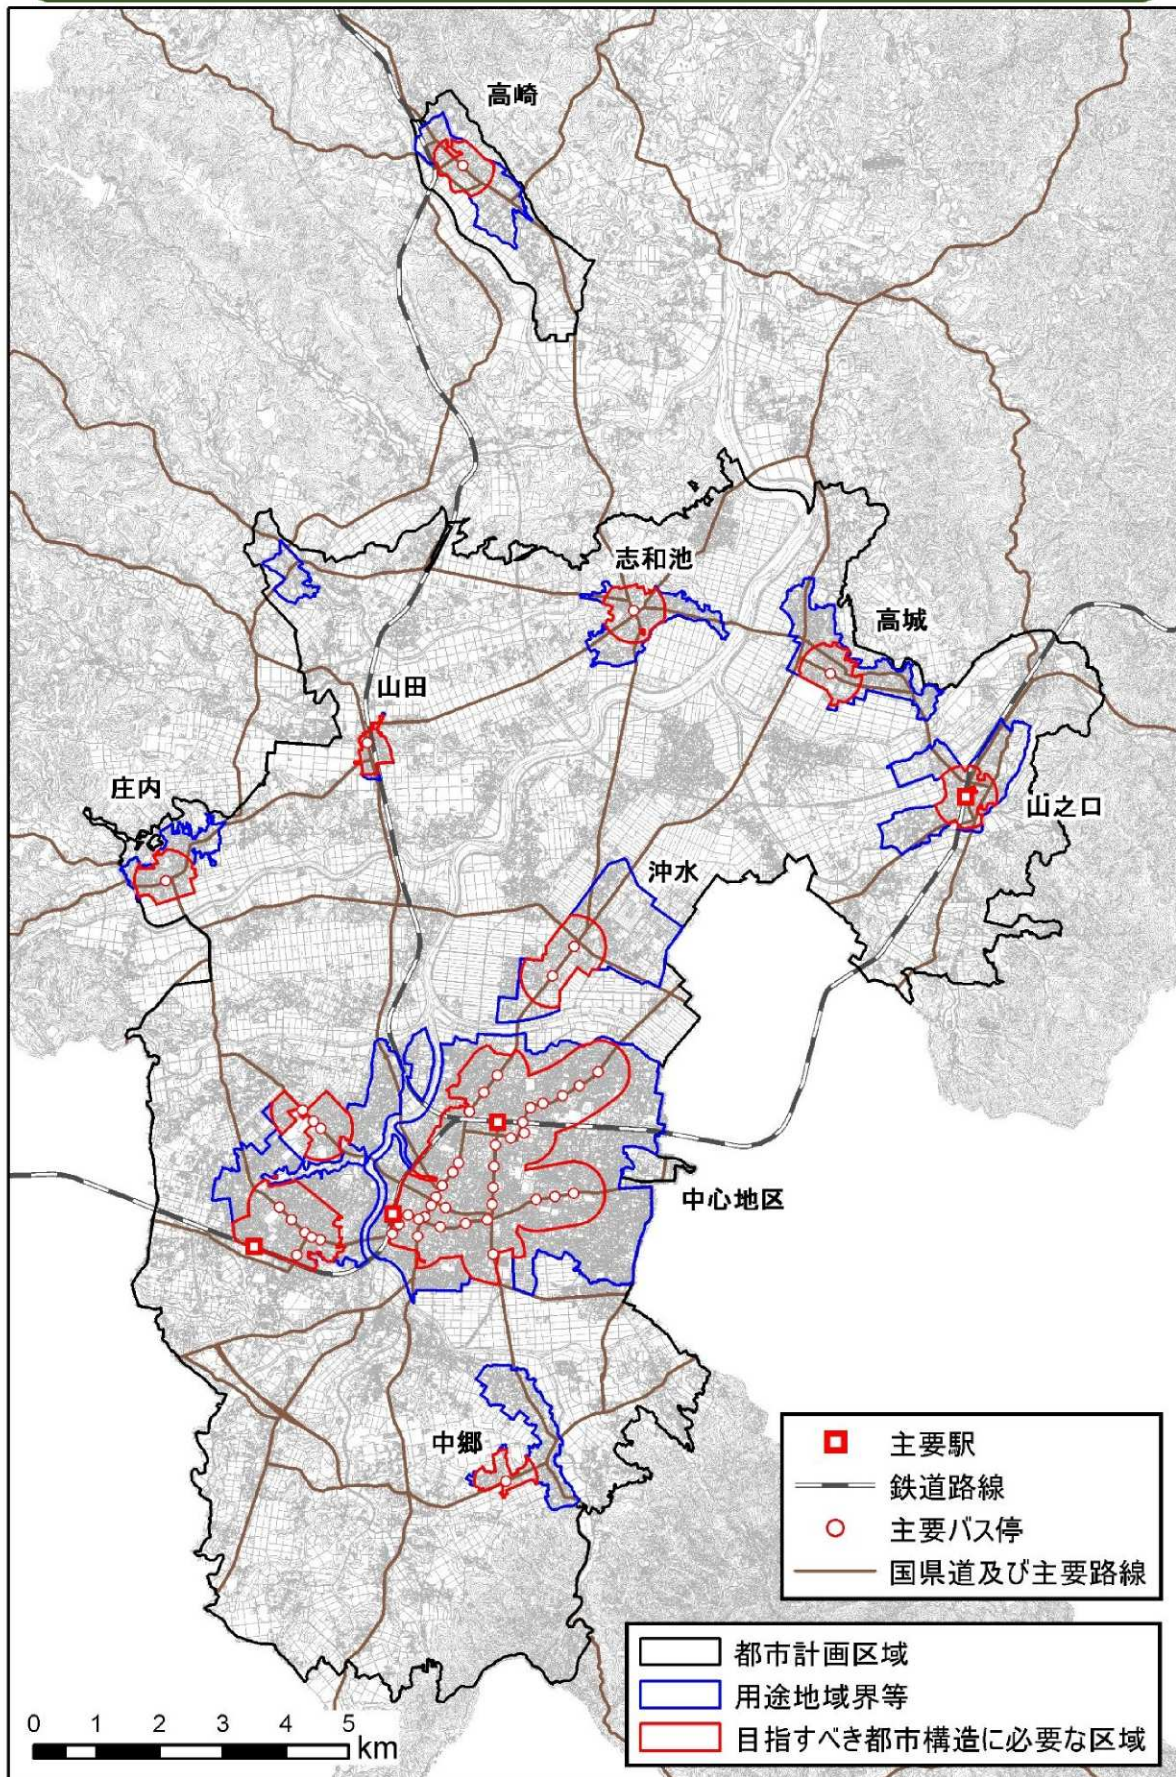 高崎
志和池
高城
山田
庄内
山之口
沖水
中心地区
中郷
主要駅
鉄道路線
主要バス停
国県道及び主要路線
都市計画区域
用途地域界等
目指すべき都市構造に必要な区域
0 1 2 3 4 5
km